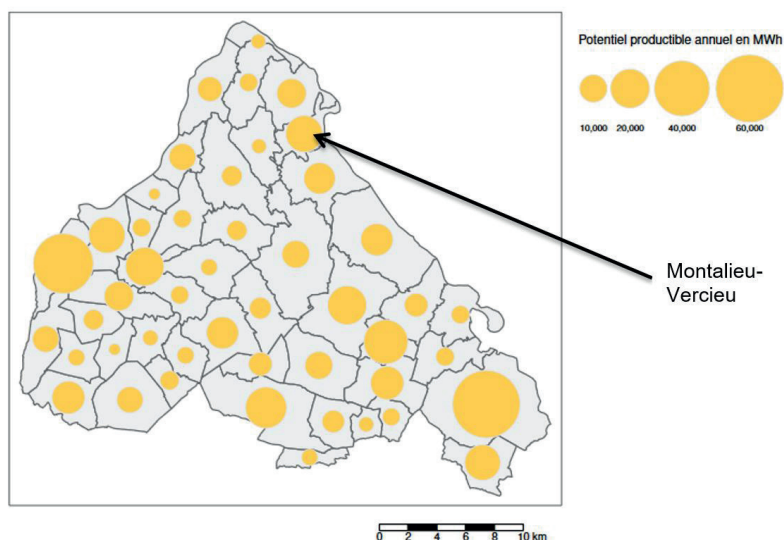 Potentiel productible annuel en MWh
10,000 20,000 40,000 60,000
Montalieu-
Vercieu
0 2 4 6 8 10 km